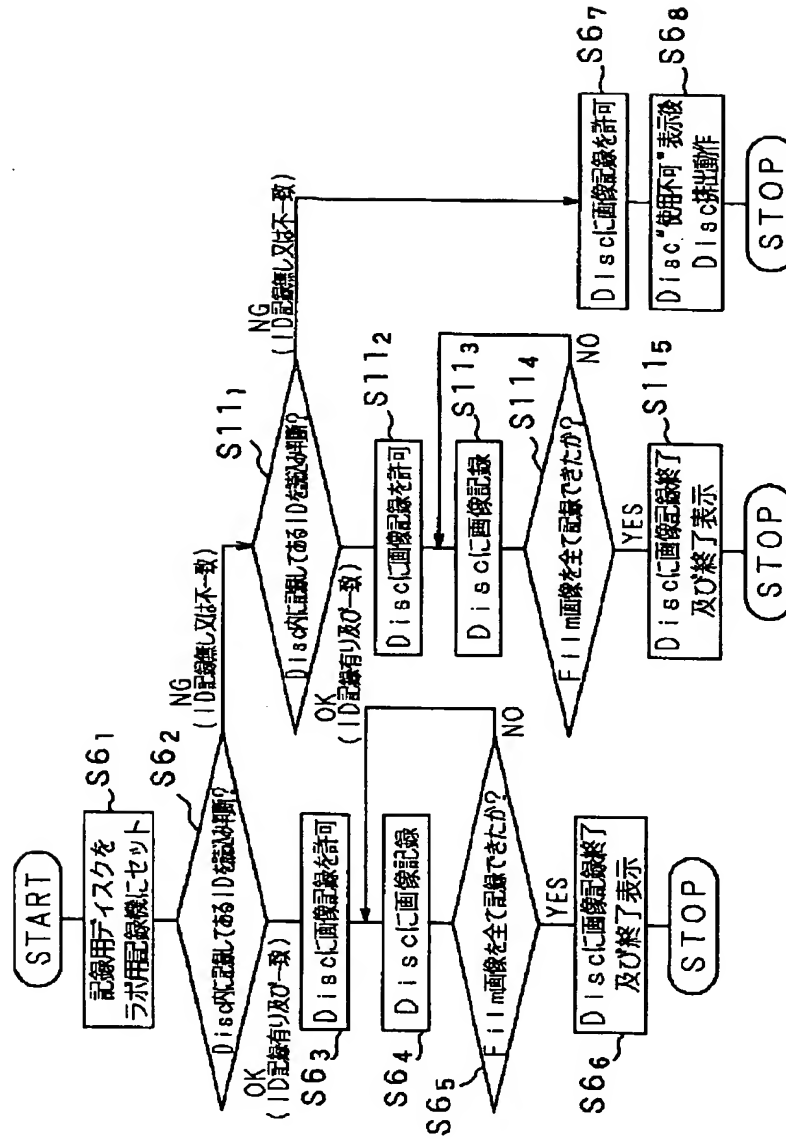 START
記録用ディスクを
ラボ用記録機にセット
S6₁
Disc内に記録してあるIDを読込み判断?
S6₂
NG
(ID記録無し又は不一致)
OK
(ID記録有り及び一致)
Discに画像記録を許可
S6₃
Discに画像記録
S6₄
Film画像を全て記録できたか?
S6₅
NO
YES
Discに画像記録終了
及び終了表示
S6₆
STOP
Disc内に記録してあるIDを読込み判断?
S11₁
NG
(ID記録無し又は不一致)
OK
(ID記録有り及び一致)
Discに画像記録を許可
S11₂
Discに画像記録
S11₃
Film画像を全て記録できたか?
S11₄
NO
YES
Discに画像記録終了
及び終了表示
S11₅
STOP
Discに画像記録を許可
S6₇
Disc"使用不可"表示後
Disc排出動作
S6₈
STOP